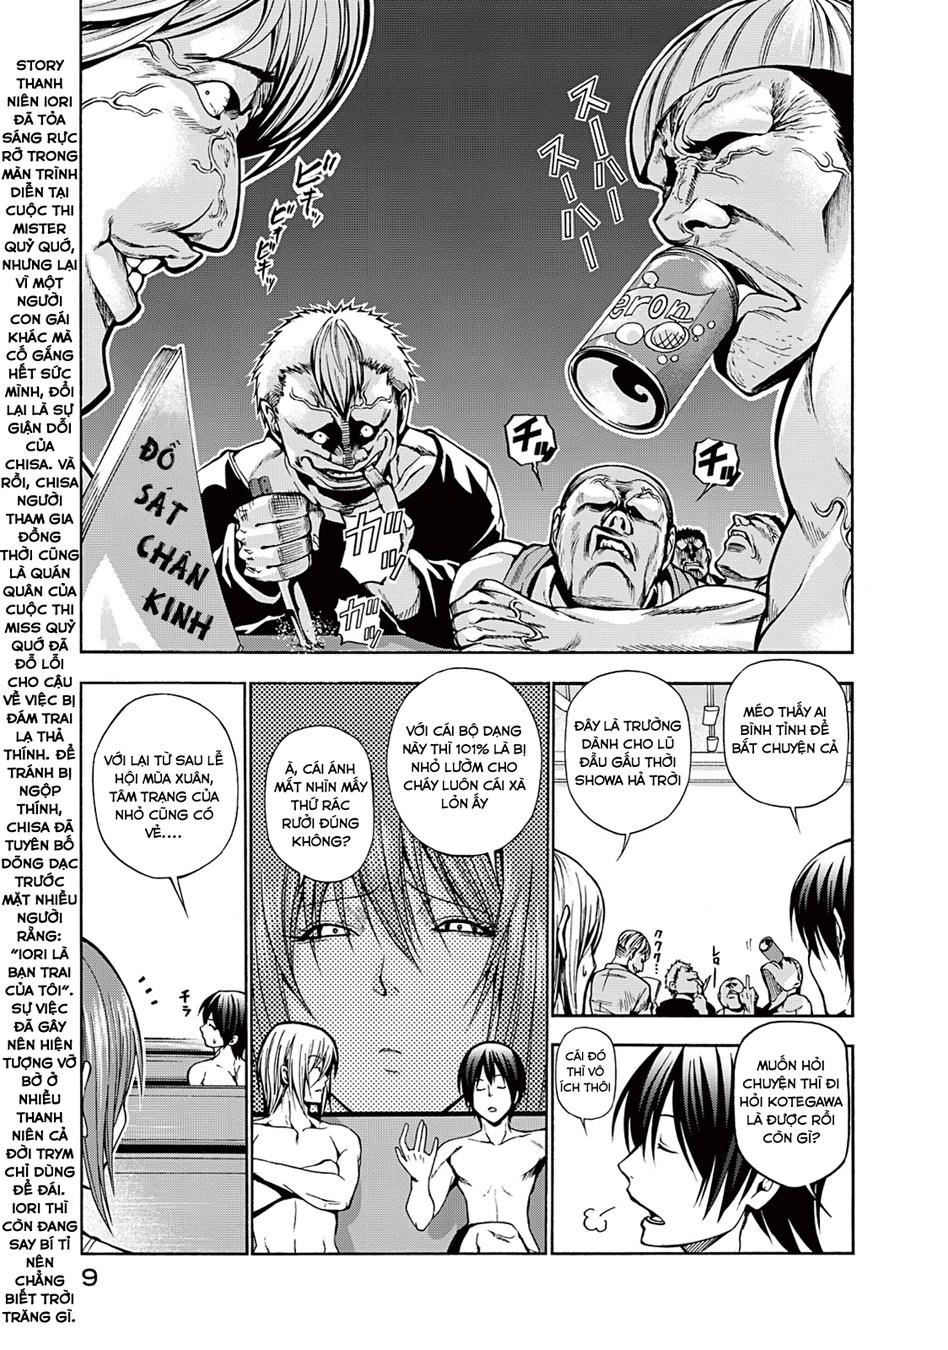 STORY
THANH
NIÊN IORI
ĐÃ TỎA
SÁNG RỰC
RỠ TRONG
MÀN TRÌNH
DIỄN TẠI
CUỘC THI
MISTER
QUỶ QUỚ,
NHƯNG LẠI
VÌ MỘT
NGƯỜI
CON GÁI
KHÁC MÀ
CỐ GẮNG
HẾT SỨC
MÌNH, ĐỔI
LẠI LÀ SỰ
GIẬN DỖI
CỦA
CHISA. VÀ
RỒI, CHISA
NGƯỜI
THAM GIA
ĐỒNG
THỜI CŨNG
LÀ QUÁN
QUÂN CỦA
CUỘC THI
MISS QUỶ
QUỚ ĐÃ
ĐỔ LỖI
CHO CẬU
VỀ VIỆC BỊ
ĐÁM TRAI
LẠ THẢ
THÍNH. ĐỂ
TRÁNH BỊ
NGỘP
THÍNH,
CHISA ĐÃ
TUYÊN BỐ
DÕNG DẠC
TRƯỚC
MẶT NHIỀU
NGƯỜI
RẰNG:
"IORI LÀ
BẠN TRAI
CỦA TÔI".
SỰ VIỆC
ĐÃ GÂY
NÊN HIỆN
TƯỢNG VỠ
BỜ Ở
NHIỀU
THANH
NIÊN CẢ
ĐỜI TRYM
CHỈ DÙNG
ĐỂ ĐÁI.
IORI THÌ
CÒN ĐANG
SAY BÍ TỈ
NÊN
CHẲNG
BIẾT TRỜI
TRĂNG GÌ.
スーハー
スーハー
ビキッ
ビキッ
eron
チッ
チッ
ĐỒ
SÁT
CHÂN
KINH
ガガッ
ガガッ
MÉO THẤY AI
BÌNH TỈNH ĐỂ
BẮT CHUYỆN CẢ
ĐÂY LÀ TRƯỜNG
DÀNH CHO LŨ
ĐẦU GẤU THỜI
SHOWA HẢ TRỜI
MUỐN HỎI
CHUYỆN THÌ ĐI
HỎI KOTEGAWA
LÀ ĐƯỢC RỒI
CÒN GÌ?
CÁI ĐÓ
THÌ VÔ
ÍCH THÔI
VỚI CÁI BỘ DẠNG
NÀY THÌ 101% LÀ BỊ
NHỎ LƯỜM CHO
CHÁY LUÔN CÁI XÀ
LỎN ẤY
À, CÁI ÁNH
MẮT NHÌN MẤY
THỨ RÁC
RƯỞI ĐÚNG
KHÔNG?
VỚI LẠI TỪ SAU LỄ
HỘI MÙA XUÂN,
TÂM TRẠNG CỦA
NHỎ CŨNG CÓ
VẺ....
チラ
9